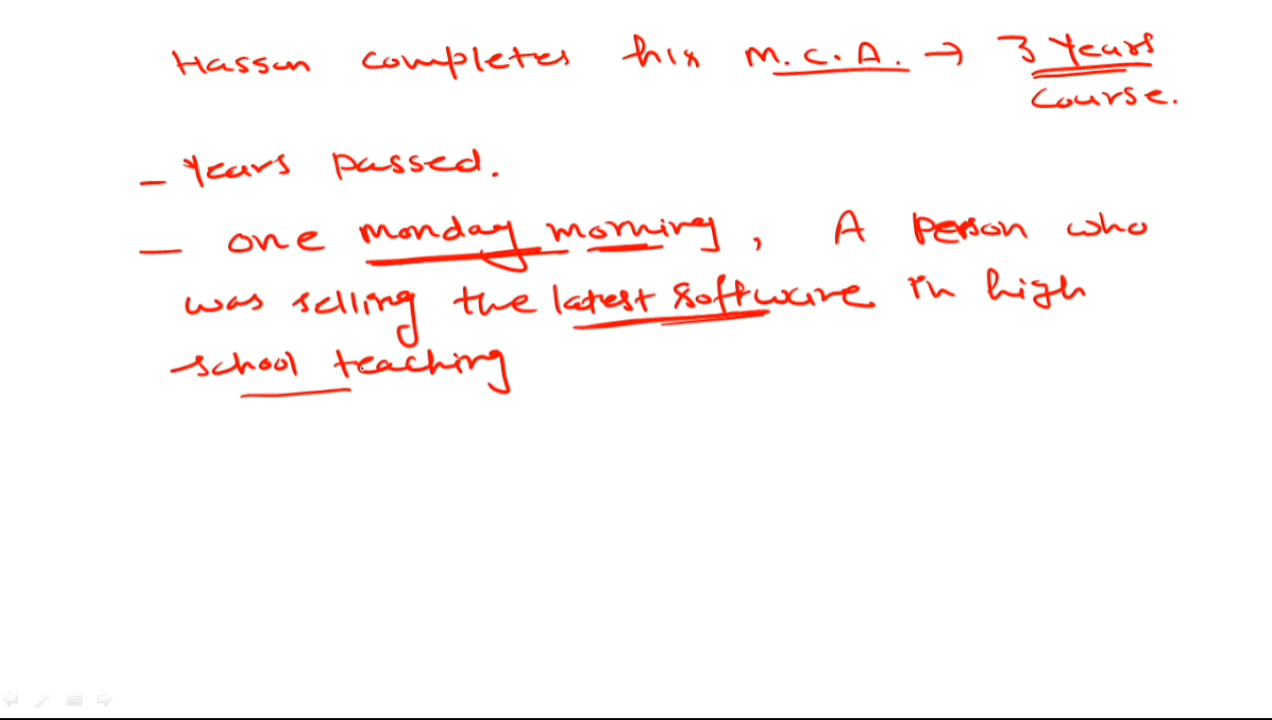 Hassan completes his M.C.A. → 3 Years
course.
- Years passed.
- one monday morning, A person who
was selling the latest software in high
school teaching